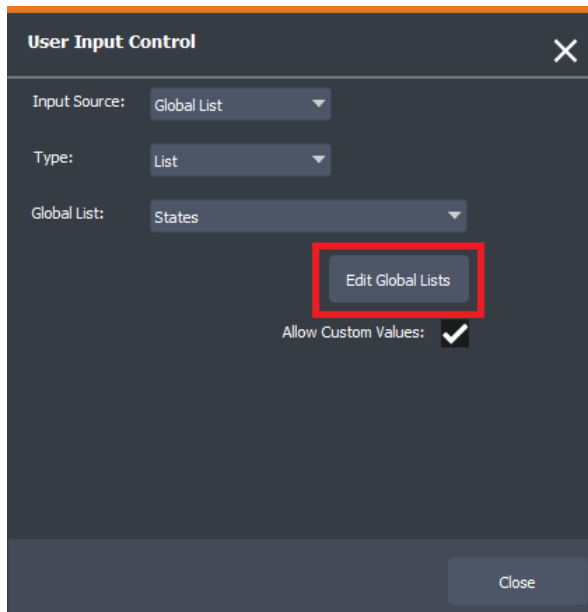 User Input Control
Input Source: Global List
Type: List
Global List: States
Edit Global Lists
Allow Custom Values:
Close